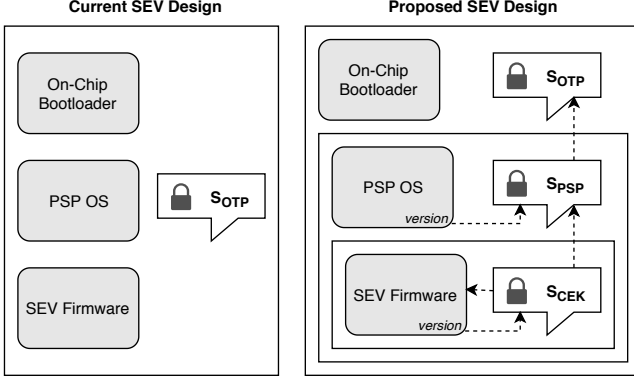 Current SEV Design
On-Chip
Bootloader
PSP OS
SOTP
SEV Firmware
Proposed SEV Design
On-Chip
Bootloader
SOTP
PSP OS
version
SPSP
SEV Firmware
version
SCEK